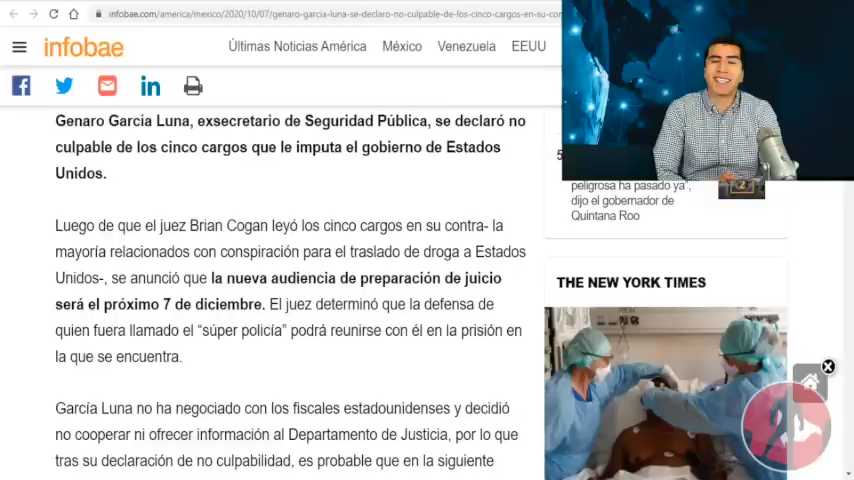 infobae.com/america/mexico/2020/10/07/genaro-garcia-luna-se-declaro-no-culpable-de-los-cinco-cargos-en-su-con
infobae
Últimas Noticias América México Venezuela EEUU
Genaro García Luna, exsecretario de Seguridad Pública, se declaró no
culpable de los cinco cargos que le imputa el gobierno de Estados
Unidos.
Luego de que el juez Brian Cogan leyó los cinco cargos en su contra- la
mayoría relacionados con conspiración para el traslado de droga a Estados
Unidos-, se anunció que la nueva audiencia de preparación de juicio
será el próximo 7 de diciembre. El juez determinó que la defensa de
quien fuera llamado el “súper policía” podrá reunirse con él en la prisión en
la que se encuentra.
García Luna no ha negociado con los fiscales estadounidenses y decidió
no cooperar ni ofrecer información al Departamento de Justicia, por lo que
tras su declaración de no culpabilidad, es probable que en la siguiente
5
peligrosa ha pasado ya”,
dijo el gobernador de
Quintana Roo
2
THE NEW YORK TIMES